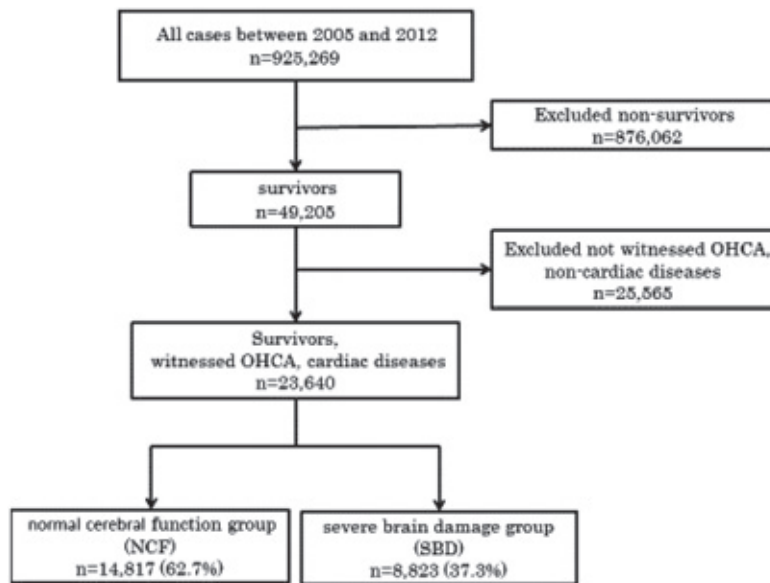 All cases between 2005 and 2012
n=925,269
Excluded non-survivors
n=876,062
survivors
n=49,205
Excluded not witnessed OHCA,
non-cardiac diseases
n=25,565
Survivors,
witnessed OHCA, cardiac diseases
n=23,640
normal cerebral function group
(NCF)
n=14,817 (62.7%)
severe brain damage group
(SBD)
n=8,823 (37.3%)